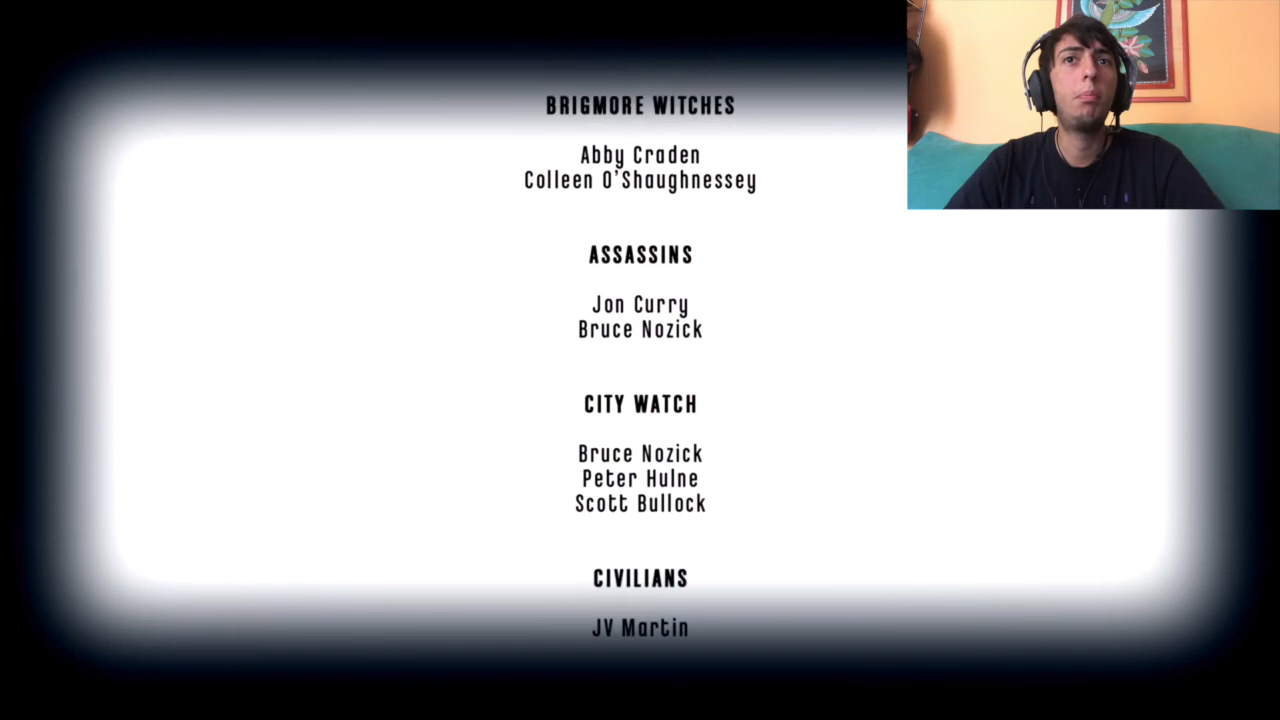 BRIGMORE WITCHES
Abby Craden
Colleen O'Shaughnessey
ASSASSINS
Jon Curry
Bruce Nozick
CITY WATCH
Bruce Nozick
Peter Hulne
Scott Bullock
CIVILIANS
JV Martin